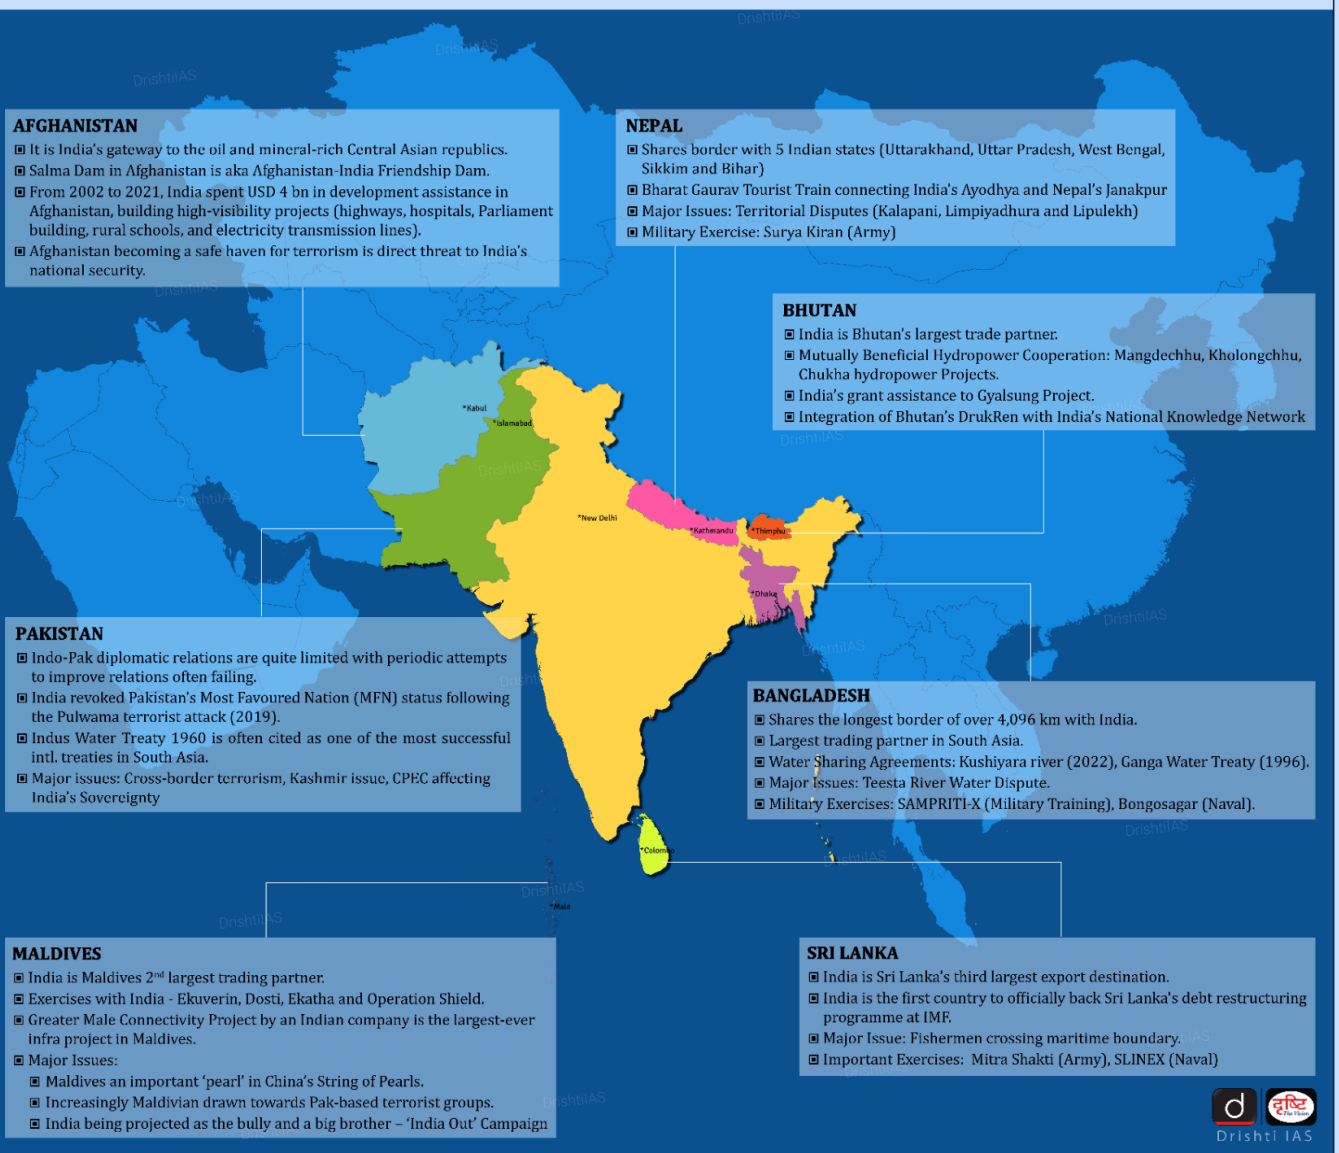 AFGHANISTAN
▣ It is India's gateway to the oil and mineral-rich Central Asian republics.
▣ Salma Dam in Afghanistan is aka Afghanistan-India Friendship Dam.
▣ From 2002 to 2021, India spent USD 4 bn in development assistance in
Afghanistan, building high-visibility projects (highways, hospitals, Parliament
building, rural schools, and electricity transmission lines).
▣ Afghanistan becoming a safe haven for terrorism is direct threat to India's
national security.
NEPAL
▣ Shares border with 5 Indian states (Uttarakhand, Uttar Pradesh, West Bengal,
Sikkim and Bihar)
▣ Bharat Gaurav Tourist Train connecting India's Ayodhya and Nepal's Janakpur
▣ Major Issues: Territorial Disputes (Kalapani, Limpiyadhura and Lipulekh)
▣ Military Exercise: Surya Kiran (Army)
BHUTAN
▣ India is Bhutan's largest trade partner.
▣ Mutually Beneficial Hydropower Cooperation: Mangdechhu, Kholongchhu,
Chukha hydropower Projects.
▣ India's grant assistance to Gyalsung Project.
▣ Integration of Bhutan's DrukRen with India's National Knowledge Network
*Kabul
*Islamabad
*New Delhi
*Kathmandu
*Thimphu
*Dhaka
*Colombo
*Male
PAKISTAN
▣ Indo-Pak diplomatic relations are quite limited with periodic attempts
to improve relations often failing.
▣ India revoked Pakistan's Most Favoured Nation (MFN) status following
the Pulwama terrorist attack (2019).
▣ Indus Water Treaty 1960 is often cited as one of the most successful
intl. treaties in South Asia.
▣ Major issues: Cross-border terrorism, Kashmir issue, CPEC affecting
India's Sovereignty
BANGLADESH
▣ Shares the longest border of over 4,096 km with India.
▣ Largest trading partner in South Asia.
▣ Water Sharing Agreements: Kushiyara river (2022), Ganga Water Treaty (1996).
▣ Major Issues: Teesta River Water Dispute.
▣ Military Exercises: SAMPRITI-X (Military Training), Bongosagar (Naval).
MALDIVES
▣ India is Maldives 2nd largest trading partner.
▣ Exercises with India - Ekuverin, Dosti, Ekatha and Operation Shield.
▣ Greater Male Connectivity Project by an Indian company is the largest-ever
infra project in Maldives.
▣ Major Issues:
▣ Maldives an important 'pearl' in China's String of Pearls.
▣ Increasingly Maldivian drawn towards Pak-based terrorist groups.
▣ India being projected as the bully and a big brother – 'India Out' Campaign
SRI LANKA
▣ India is Sri Lanka's third largest export destination.
▣ India is the first country to officially back Sri Lanka's debt restructuring
programme at IMF.
▣ Major Issue: Fishermen crossing maritime boundary.
▣ Important Exercises: Mitra Shakti (Army), SLINEX (Naval)
d
दृष्टि
The Vision
Drishti IAS
DrishtiIAS
DrishtiIAS
DrishtiIAS
DrishtiIAS
DrishtiIAS
DrishtiIAS
DrishtiIAS
DrishtiIAS
DrishtiIAS
DrishtiIAS
DrishtiIAS
DrishtiIAS
DrishtiIAS